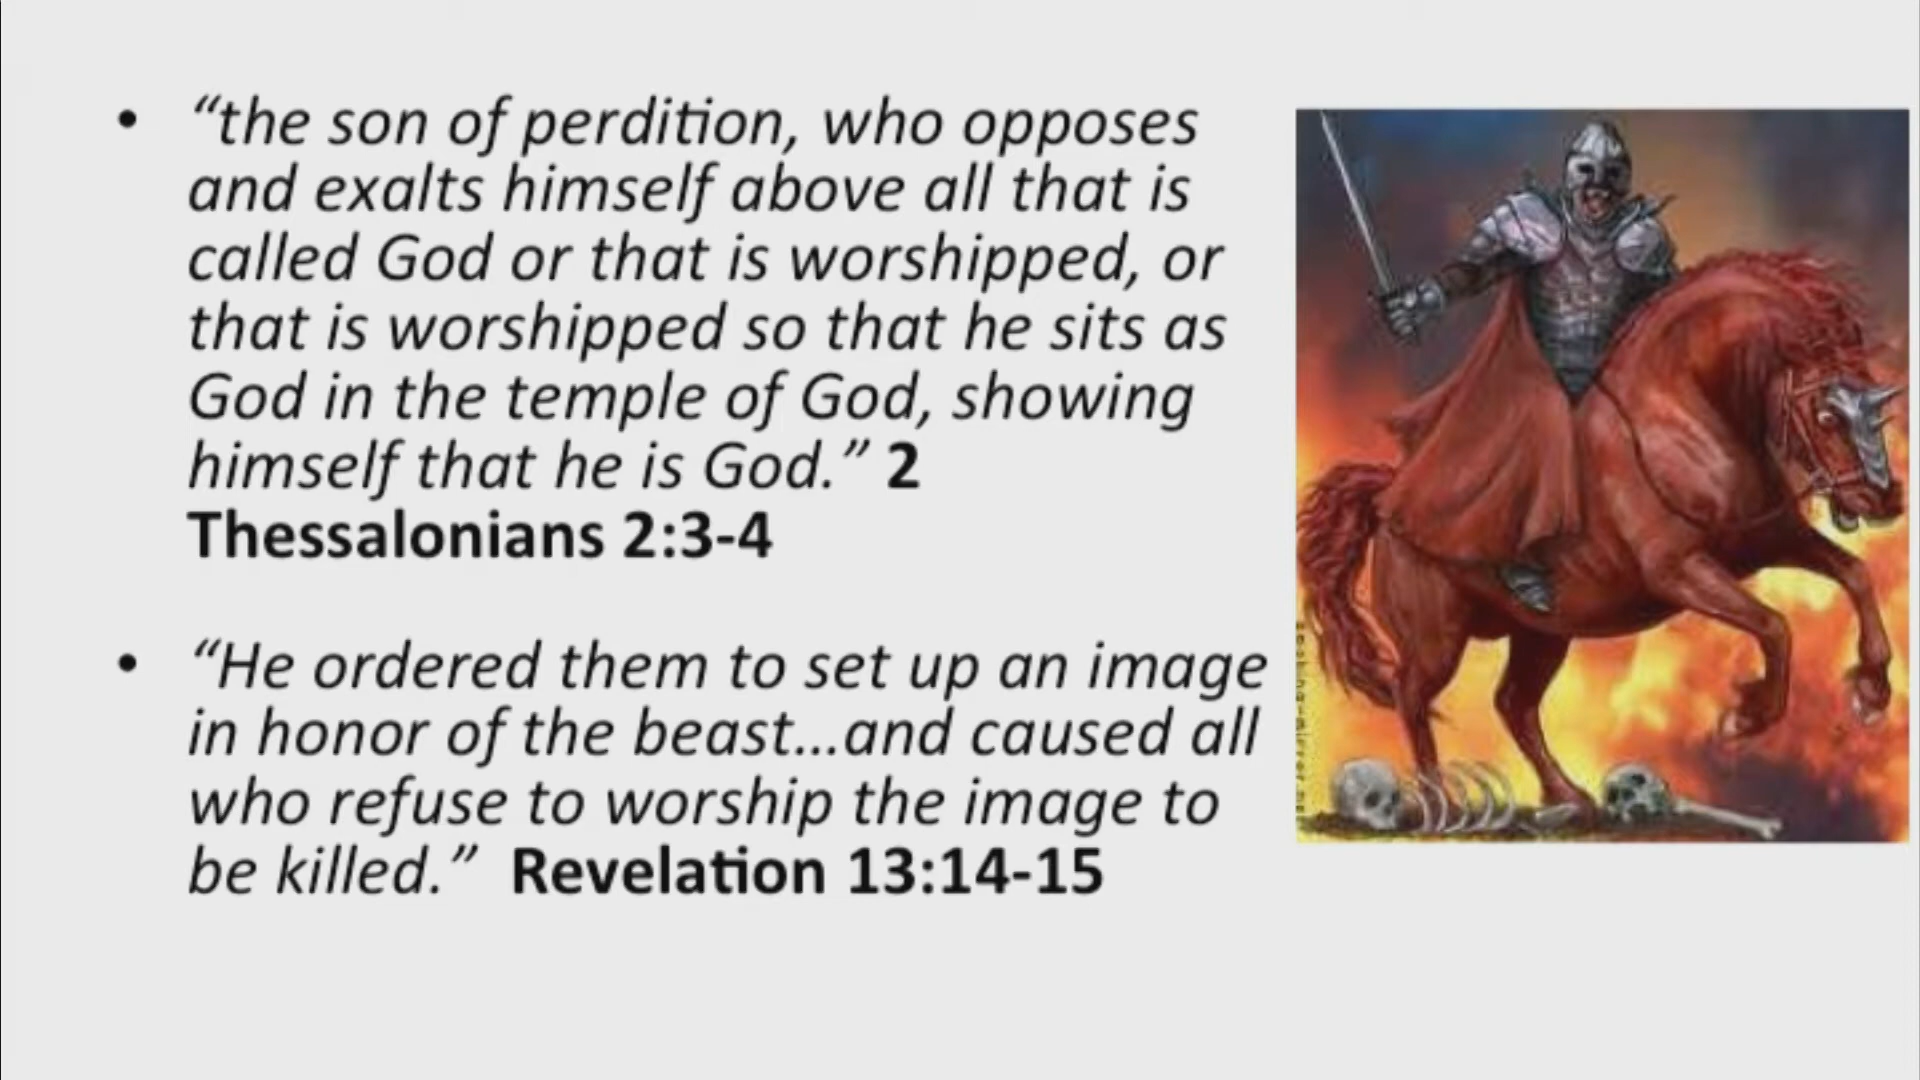 • “the son of perdition, who opposes
and exalts himself above all that is
called God or that is worshipped, or
that is worshipped so that he sits as
God in the temple of God, showing
himself that he is God.” 2
Thessalonians 2:3-4
• “He ordered them to set up an image
in honor of the beast...and caused all
who refuse to worship the image to
be killed.” Revelation 13:14-15